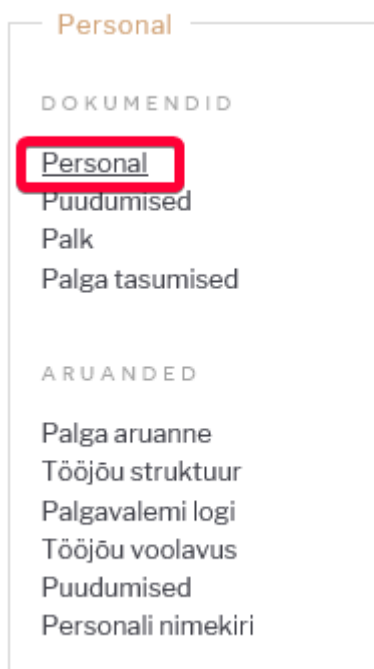 Personal
DOKUMENDID
Personal
Puudumised
Palk
Palga tasumised
ARUANDED
Palga aruanne
Tööjõu struktuur
Palgavalemi logi
Tööjõu voolavus
Puudumised
Personali nimekiri